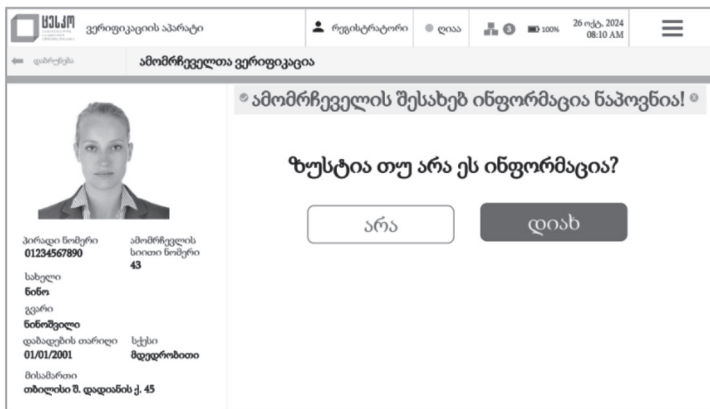 ცესკო
ვერიფიკაციის აპარატი
რეგისტრატორი
ღიაა
3
100%
26 ოქტ, 2024
08:10 AM
დაბრუნება
ამომრჩეველთა ვერიფიკაცია
ამომრჩეველის შესახებ ინფორმაცია ნაპოვნია!
ზუსტია თუ არა ეს ინფორმაცია?
არა
დიახ
პირადი ნომერი
01234567890
ამომრჩევლის
სიითი ნომერი
43
სახელი
ნინო
გვარი
ნინოშვილი
დაბადების თარიღი
01/01/2001
სქესი
მდედრობითი
მისამართი
თბილისი შ. დადიანის ქ. 45